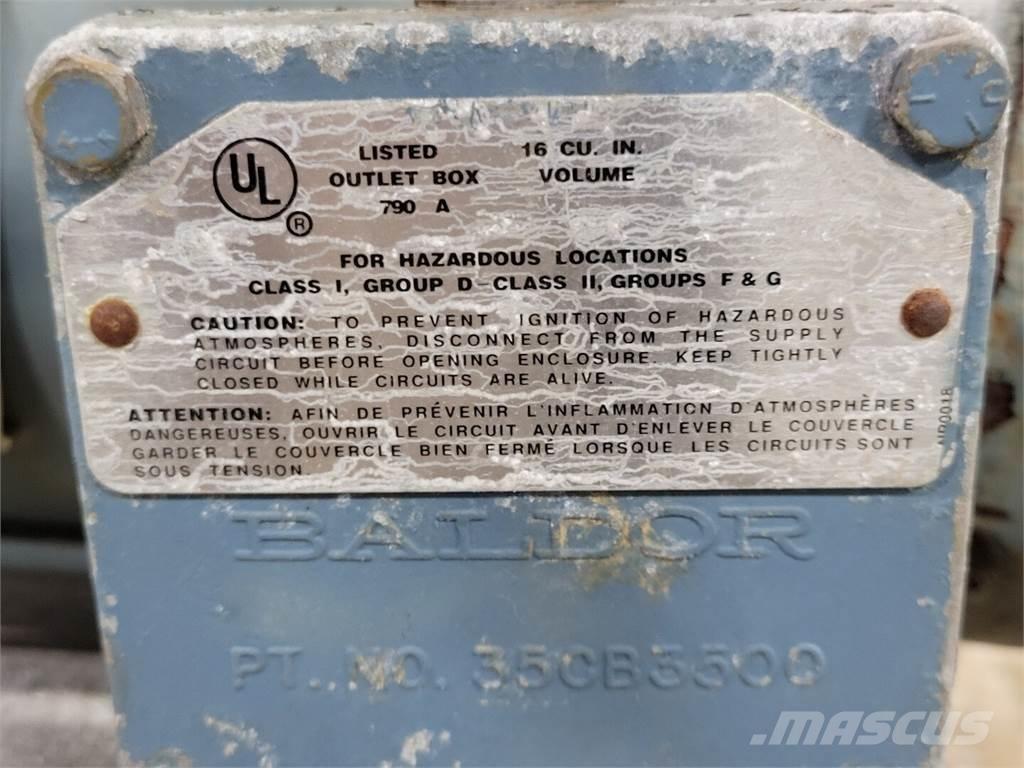 UL
®
LISTED 16 CU. IN.
OUTLET BOX VOLUME
790 A
FOR HAZARDOUS LOCATIONS
CLASS I, GROUP D-CLASS II, GROUPS F & G
CAUTION: TO PREVENT IGNITION OF HAZARDOUS
ATMOSPHERES, DISCONNECT FROM THE SUPPLY
CIRCUIT BEFORE OPENING ENCLOSURE. KEEP TIGHTLY
CLOSED WHILE CIRCUITS ARE ALIVE.
ATTENTION: AFIN DE PRÉVENIR L'INFLAMMATION D'ATMOSPHÈRES
DANGEREUSES, OUVRIR LE CIRCUIT AVANT D'ENLEVER LE COUVERCLE
GARDER LE COUVERCLE BIEN FERMÉ LORSQUE LES CIRCUITS SONT
SOUS TENSION.
BALDOR
PT. NO.
MASCUS